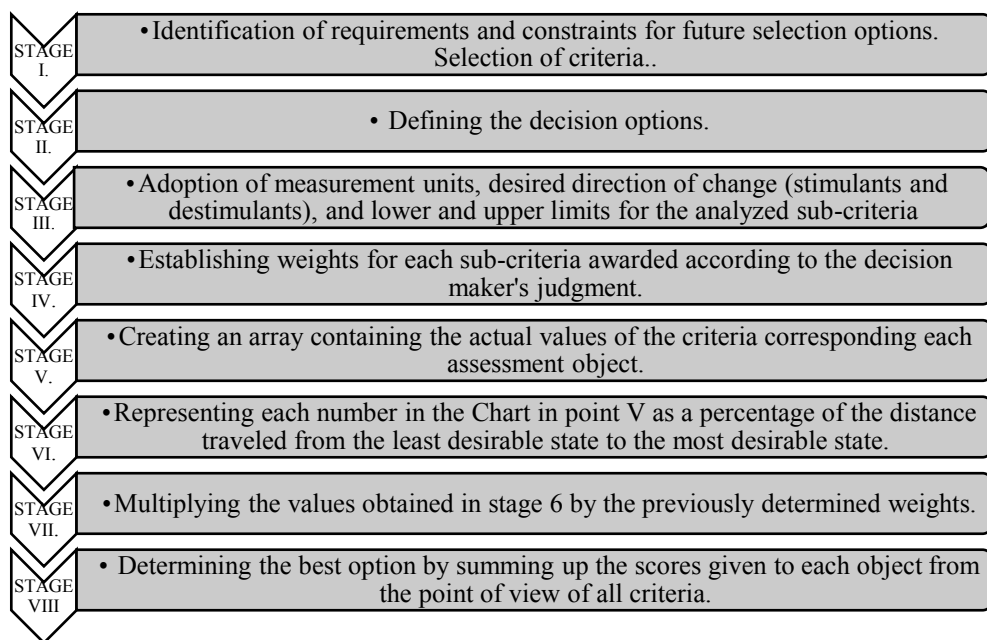 STAGE
I.
•Identification of requirements and constraints for future selection options.
Selection of criteria..
STAGE
II.
• Defining the decision options.
STAGE
III.
•Adoption of measurement units, desired direction of change (stimulants and
destimulants), and lower and upper limits for the analyzed sub-criteria
STAGE
IV.
•Establishing weights for each sub-criteria awarded according to the decision
maker's judgment.
STAGE
V.
•Creating an array containing the actual values of the criteria corresponding each
assessment object.
STAGE
VI.
•Representing each number in the Chart in point V as a percentage of the distance
traveled from the least desirable state to the most desirable state.
STAGE
VII.
•Multiplying the values obtained in stage 6 by the previously determined weights.
STAGE
VIII
• Determining the best option by summing up the scores given to each object from
the point of view of all criteria.